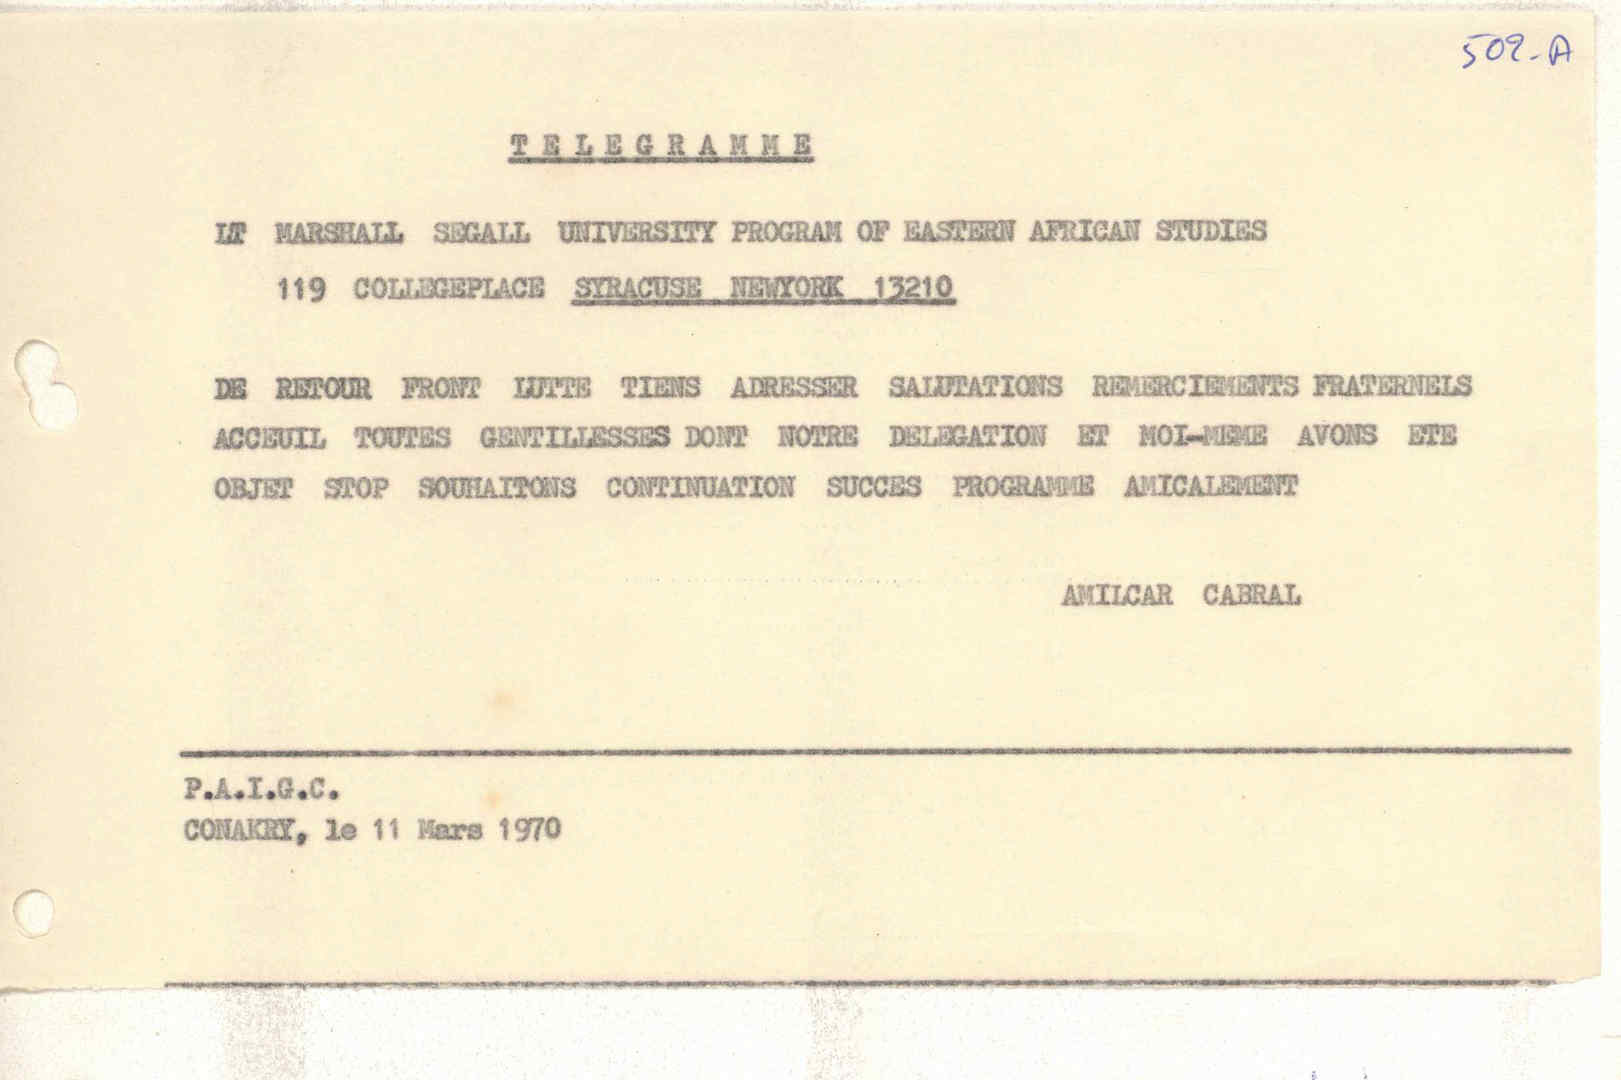 502-A
TELEGRAMME
LT MARSHALL SEGALL UNIVERSITY PROGRAM OF EASTERN AFRICAN STUDIES
119 COLLEGEPLACE SYRACUSE NEWYORK 13210
DE RETOUR FRONT LUTTE TIENS ADRESSER SALUTATIONS REMERCIEMENTS FRATERNELS
ACCEUIL TOUTES GENTILLESSES DONT NOTRE DELEGATION ET MOI-MEME AVONS ETE
OBJET STOP SOUHAITONS CONTINUATION SUCCES PROGRAMME AMICALEMENT
AMILCAR CABRAL
P.A.I.G.C.
CONAKRY, le 11 Mars 1970